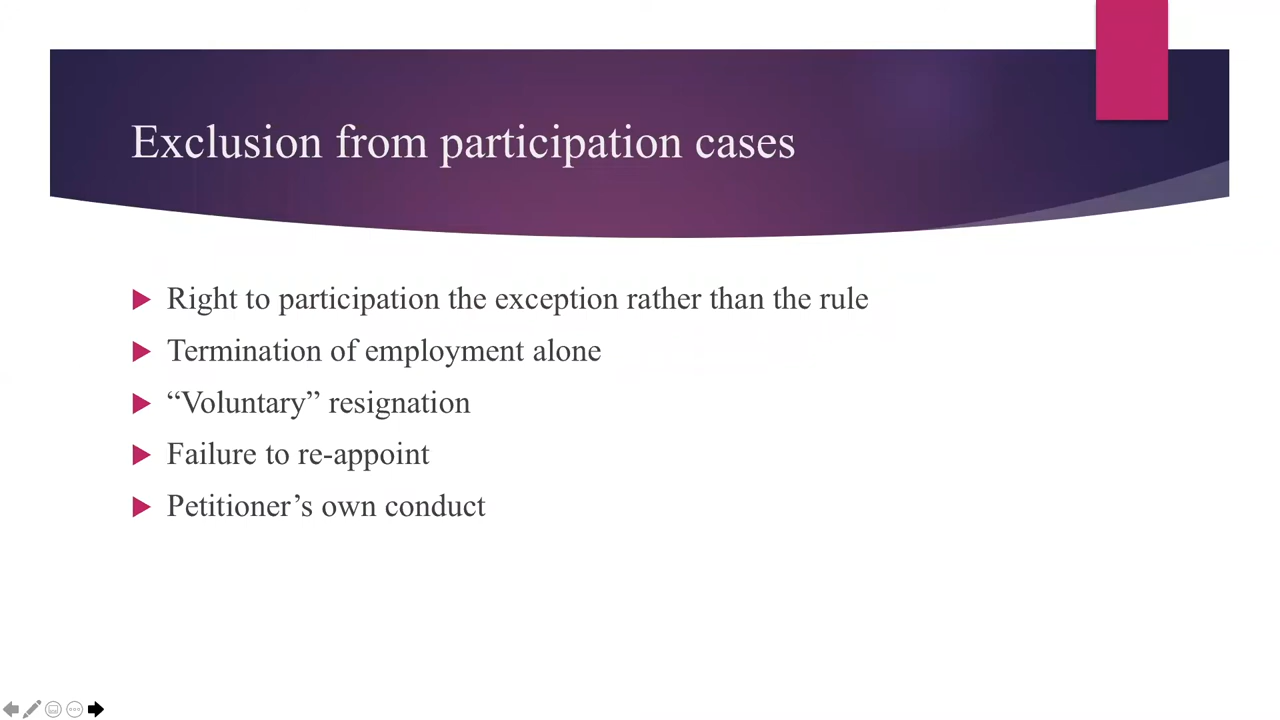 Exclusion from participation cases
Right to participation the exception rather than the rule
Termination of employment alone
“Voluntary” resignation
Failure to re-appoint
Petitioner’s own conduct